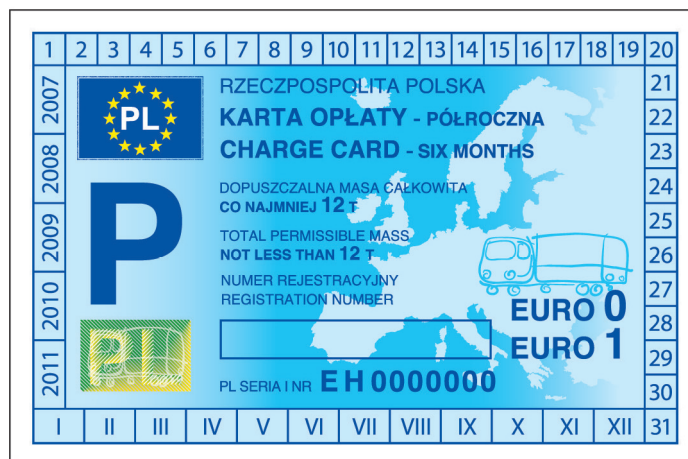 1 2 3 4 5 6 7 8 9 10 11 12 13 14 15 16 17 18 19 20
2007 2008 2009 2010 2011
PL
RZECZPOSPOLITA POLSKA
KARTA OPŁATY - PÓŁROCZNA
CHARGE CARD - SIX MONTHS
P
DOPUSZCZALNA MASA CAŁKOWITA
CO NAJMNIEJ 12 T
TOTAL PERMISSIBLE MASS
NOT LESS THAN 12 T
NUMER REJESTRACYJNY
REGISTRATION NUMBER
EURO 0
EURO 1
PL
PL SERIA I NR EH0000000
21 22 23 24 25 26 27 28 29 30 31
I II III IV V VI VII VIII IX X XI XII